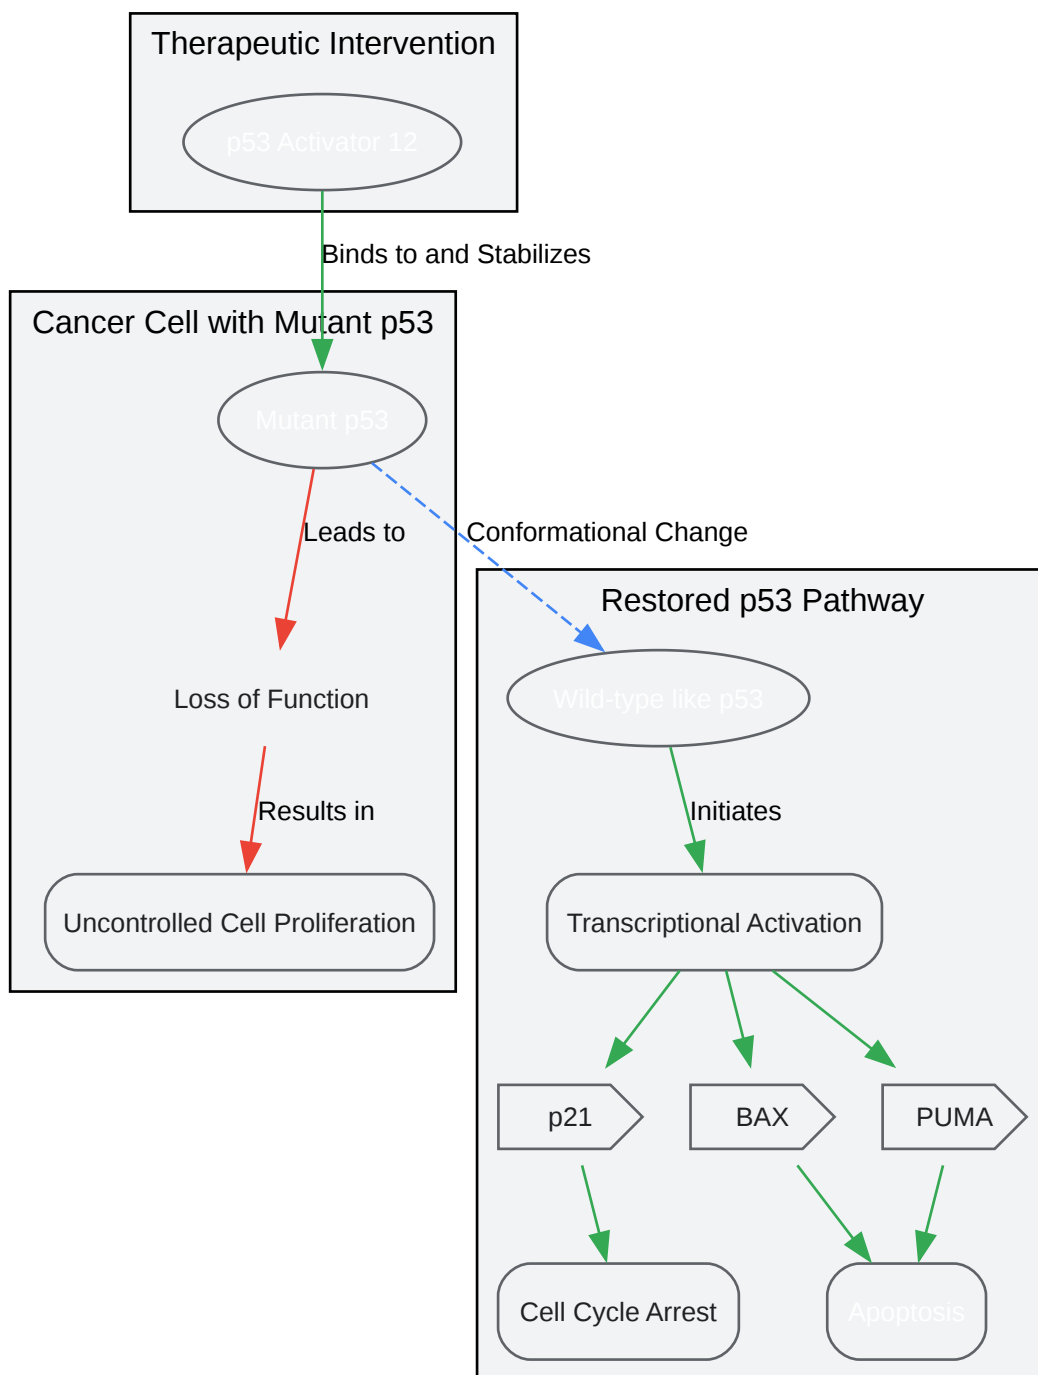 Therapeutic Intervention
p53 Activator 12
Binds to and Stabilizes
Cancer Cell with Mutant p53
Mutant p53
Leads to
Conformational Change
Restored p53 Pathway
Loss of Function
Wild-type like p53
Results in
Initiates
Uncontrolled Cell Proliferation
Transcriptional Activation
p21
BAX
PUMA
Cell Cycle Arrest
Apoptosis